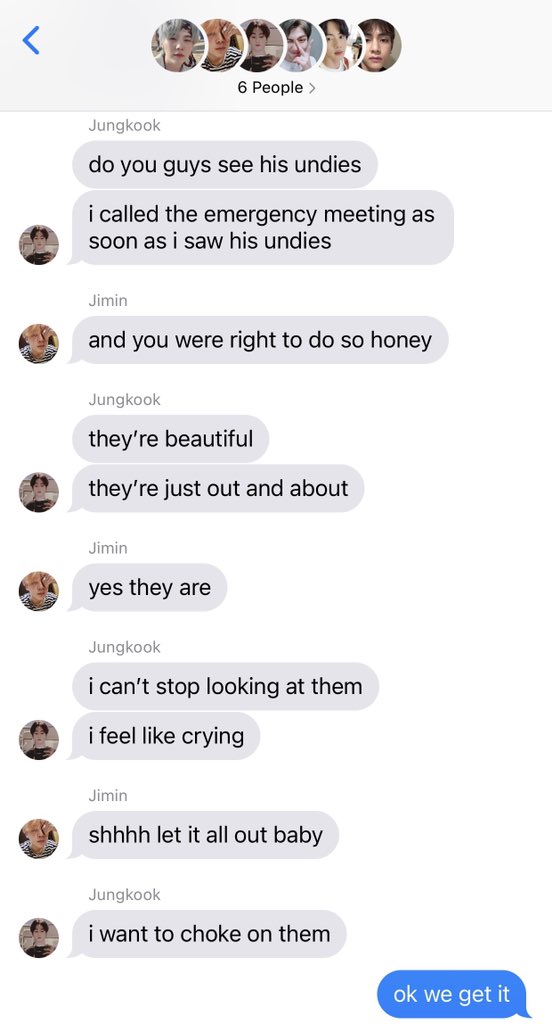 6 People >
Jungkook
do you guys see his undies
i called the emergency meeting as
soon as i saw his undies
Jimin
and you were right to do so honey
Jungkook
they’re beautiful
they’re just out and about
Jimin
yes they are
Jungkook
i can’t stop looking at them
i feel like crying
Jimin
shhhh let it all out baby
Jungkook
i want to choke on them
ok we get it